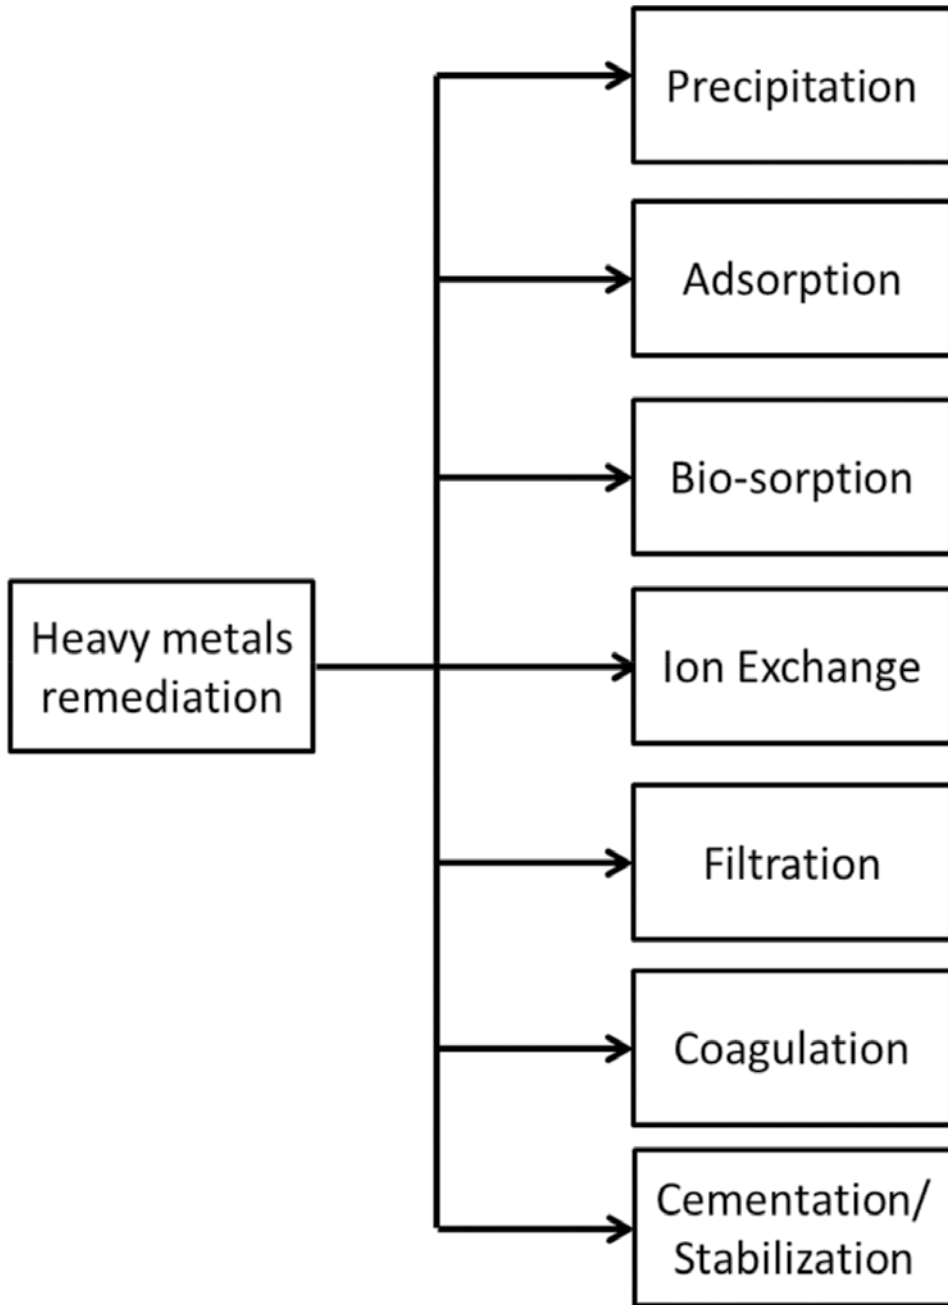 Precipitation
Adsorption
Bio-sorption
Heavy metals
remediation
Ion Exchange
Filtration
Coagulation
Cementation/
Stabilization